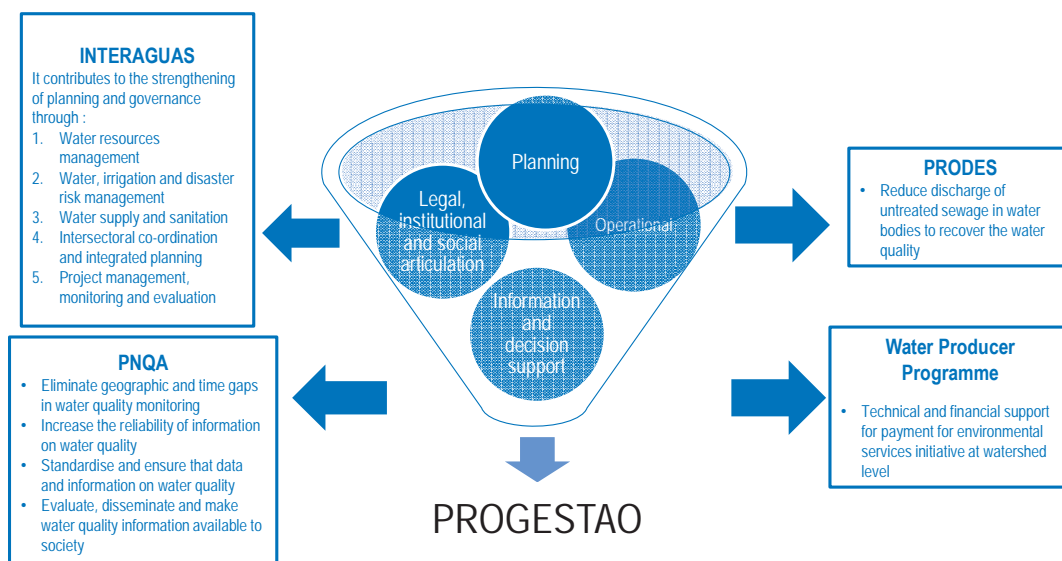 INTERAGUAS
It contributes to the strengthening
of planning and governance
through :
1. Water resources
management
2. Water, irrigation and disaster
risk management
3. Water supply and sanitation
4. Intersectoral co-ordination
and integrated planning
5. Project management,
monitoring and evaluation
PNQA
• Eliminate geographic and time gaps
in water quality monitoring
• Increase the reliability of information
on water quality
• Standardise and ensure that data
and information on water quality
• Evaluate, disseminate and make
water quality information available to
society
Planning
Legal,
institutional
and social
articulation
Operational
Information
and
decision
support
PROGESTAO
PRODES
• Reduce discharge of
untreated sewage in water
bodies to recover the water
quality
Water Producer
Programme
• Technical and financial support
for payment for environmental
services initiative at watershed
level